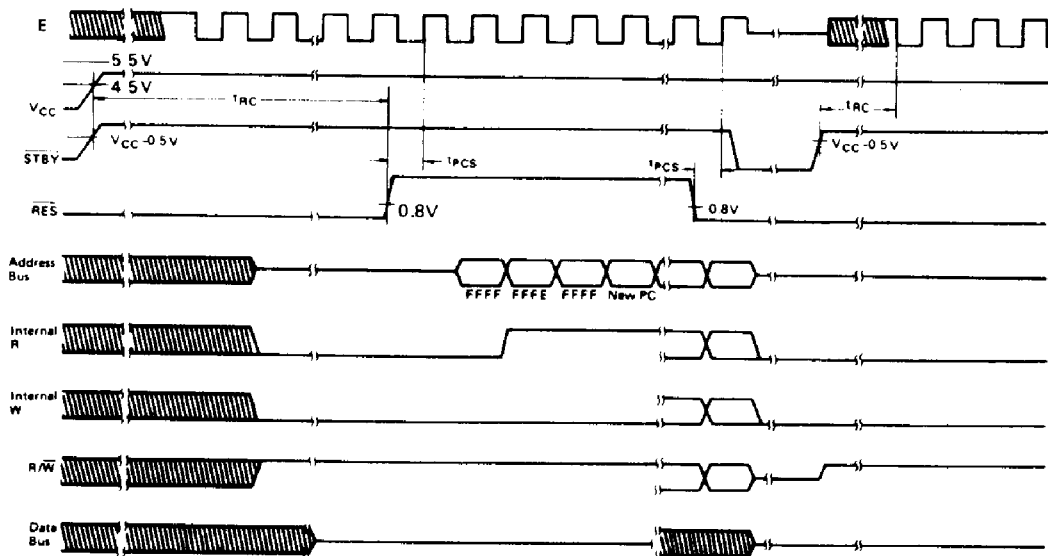 E
5.5V
4.5V
VCC
tRC
tRC
VCC-0.5V
VCC-0.5V
STBY
tPCS
tPCS
RES
0.8V
0.8V
Address
Bus
FFFF FFFE FFFF New PC
Internal
R
Internal
W
R/W
Data
Bus